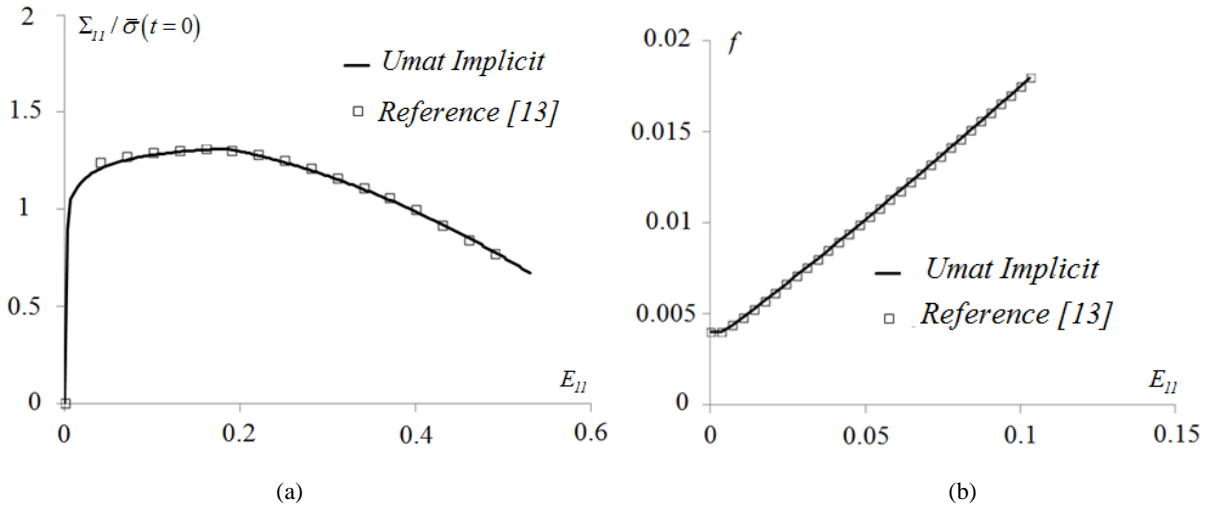 2
Σ₁₁ / σ̄(t = 0)
Umat Implicit
Reference [13]
1.5
1
0.5
0
E₁₁
0
0.2
0.4
0.6
(a)
0.02
f
0.015
0.01
Umat Implicit
0.005
Reference [13]
0
E₁₁
0
0.05
0.1
0.15
(b)